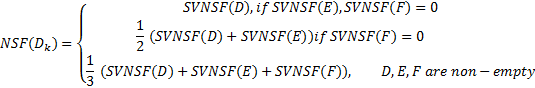 SVNSF(D), if SVNSF(E), SVNSF(F) = 0
NSF(D_k) = { 1/2 (SVNSF(D) + SVNSF(E)) if SVNSF(F) = 0
1/3 (SVNSF(D) + SVNSF(E) + SVNSF(F)), D, E, F are non − empty